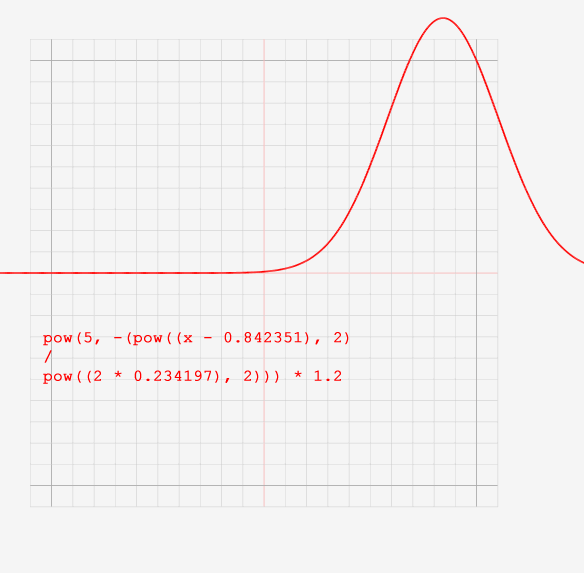 pow(5, -(pow((x - 0.842351), 2)
/
pow((2 * 0.234197), 2))) * 1.2